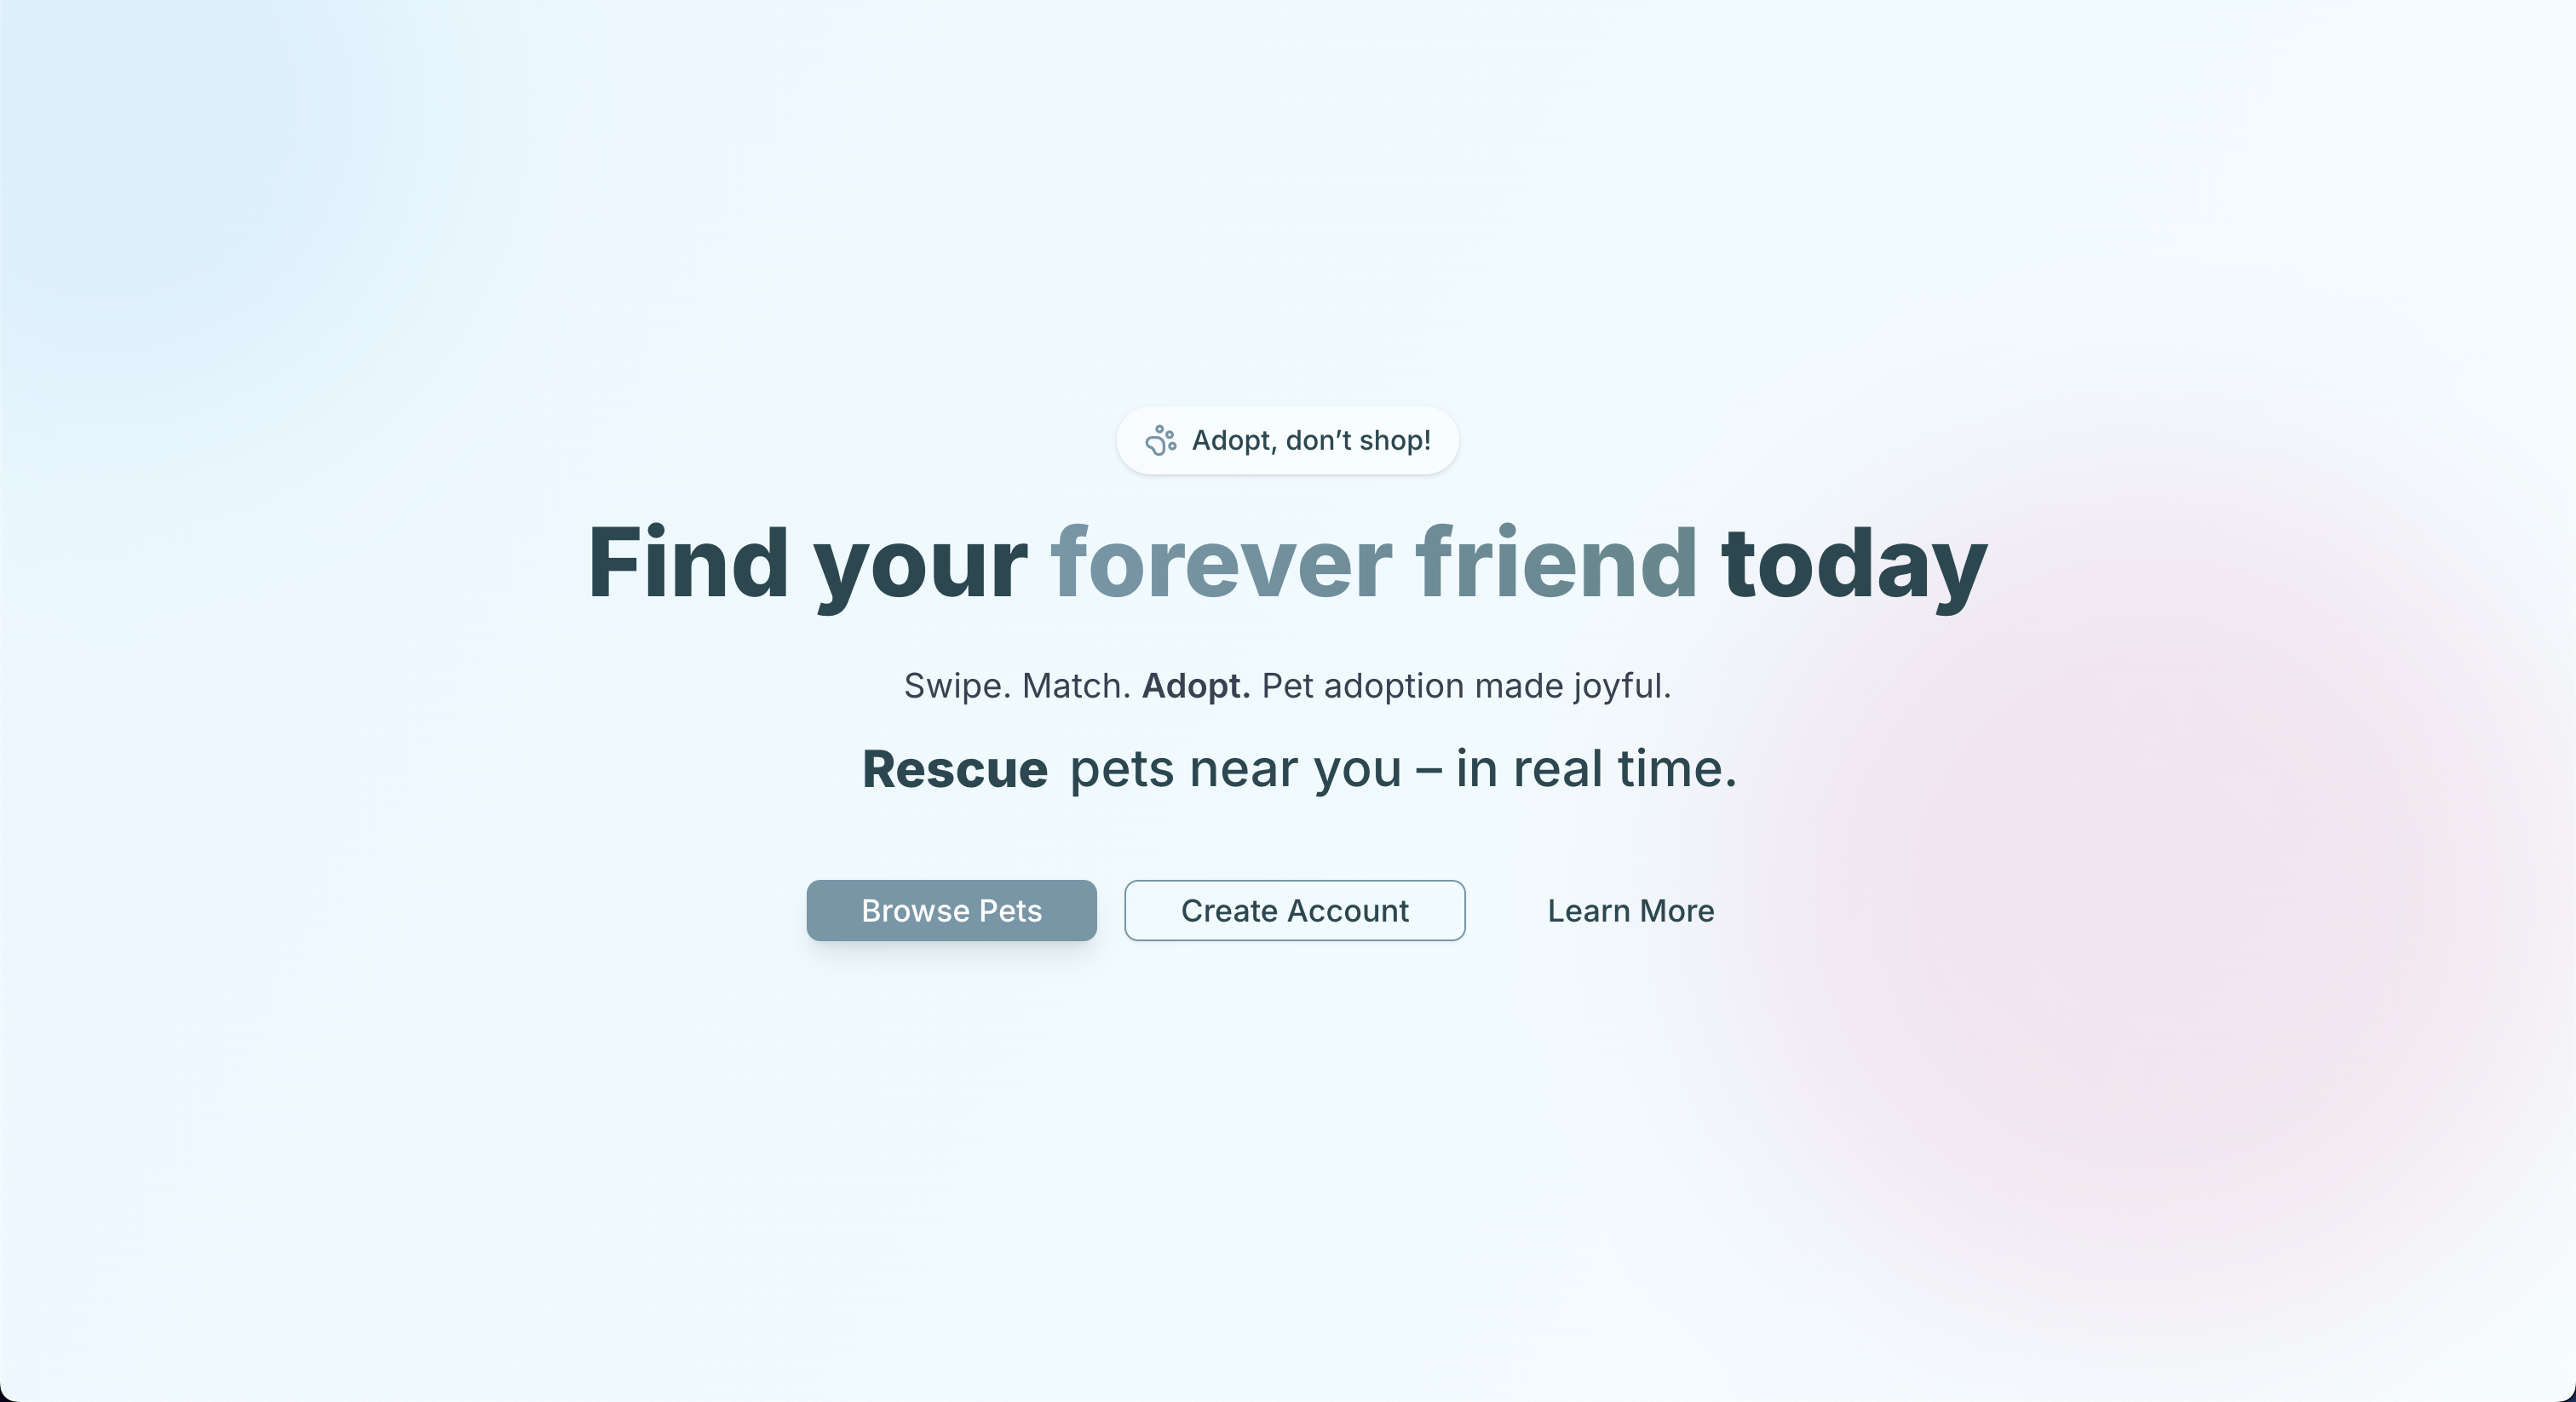 Adopt, don’t shop!
Find your forever friend today
Swipe. Match. Adopt. Pet adoption made joyful.
Rescue pets near you – in real time.
Browse Pets
Create Account
Learn More